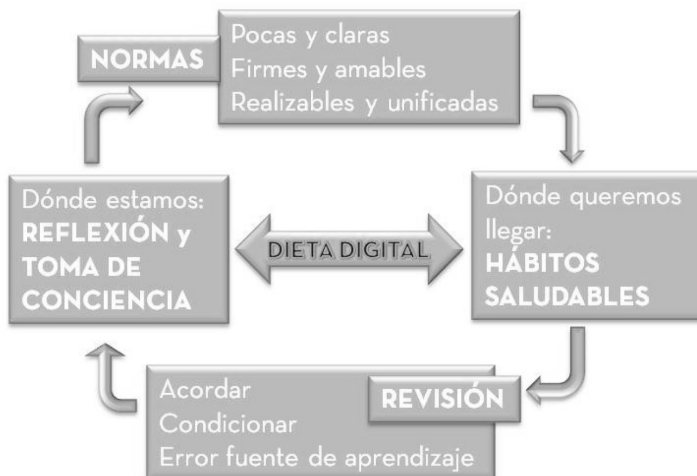 NORMAS
Pocas y claras
Firmes y amables
Realizables y unificadas
Dónde estamos:
REFLEXIÓN y
TOMA DE
CONCIENCIA
DIETA DIGITAL
Dónde queremos
llegar:
HÁBITOS
SALUDABLES
Acordar
Condicionar
Error fuente de aprendizaje
REVISIÓN